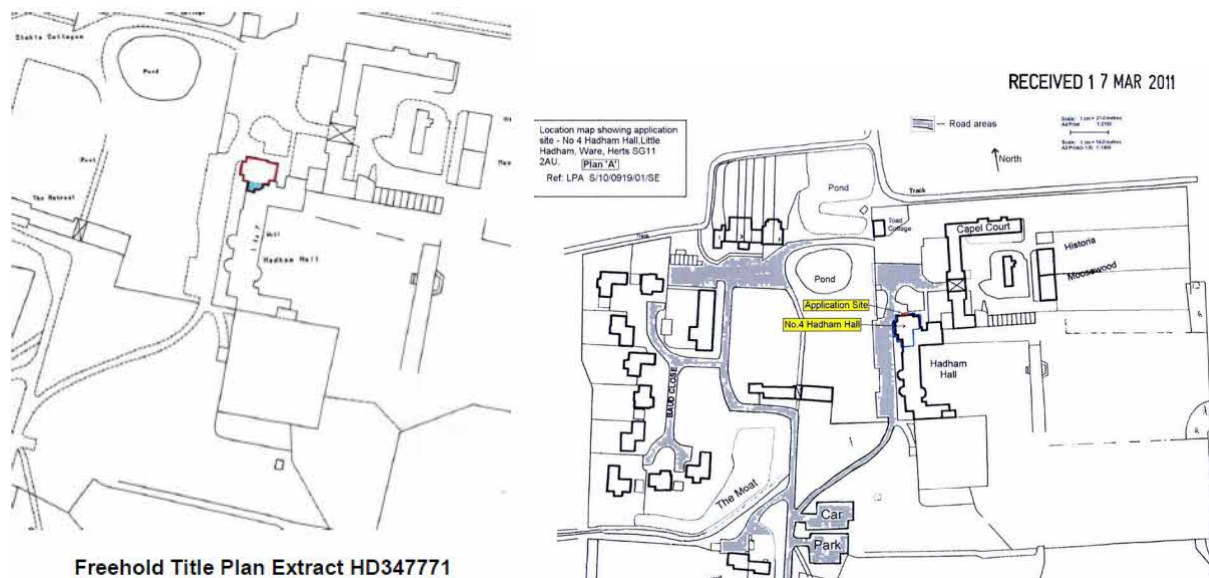 Stable Cottages
Pond
Pool
The Retreat
Well
Hadham Hall
Freehold Title Plan Extract HD347771
RECEIVED 17 MAR 2011
Location map showing application
site - No 4 Hadham Hall,Little
Hadham, Ware, Herts SG11
2AU. Plan 'A'
Ref: LPA S/10/0919/01/SE
Road areas
North
Pond
Track
Toad
Cottage
Capel Court
Historia
Moosewood
Track
Pond
Application Site
No.4 Hadham Hall
Hadham
Hall
BAUD CLOSE
The Moat
Car
Park